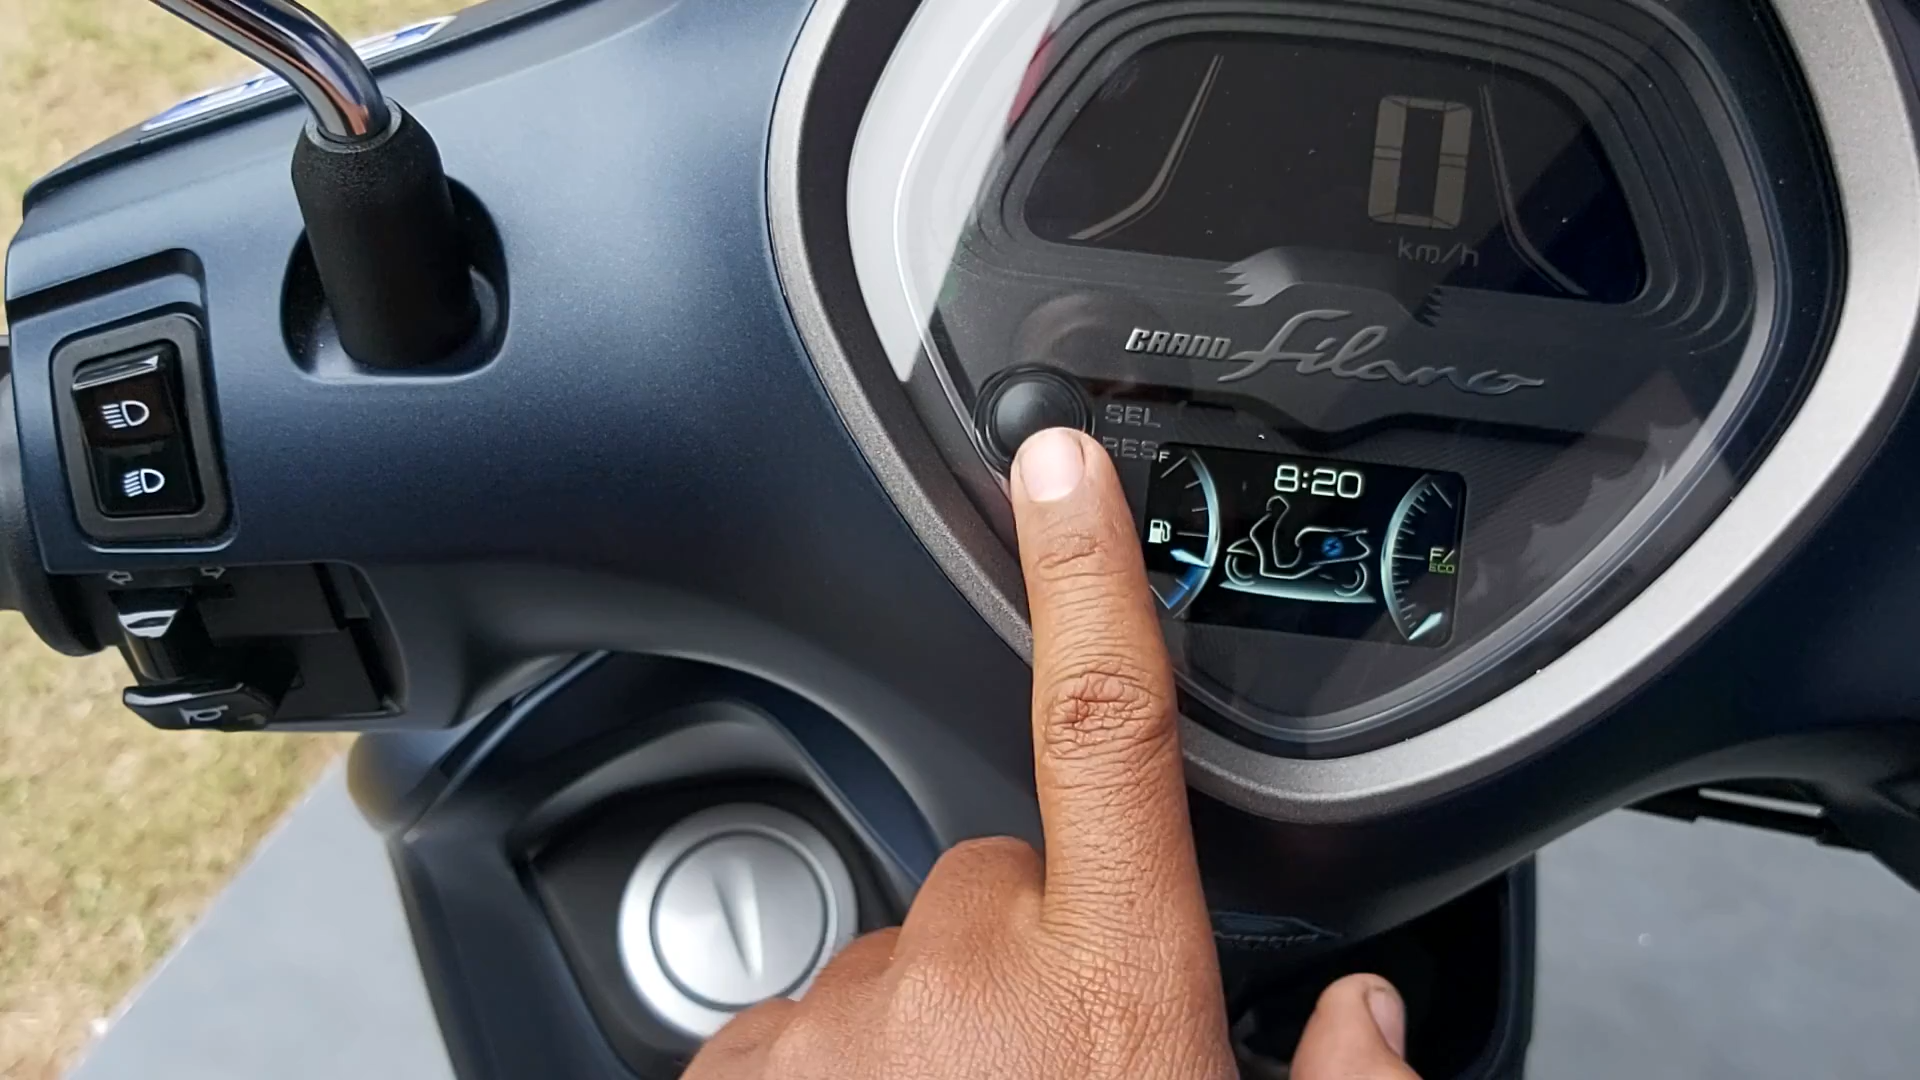 0
km/h
GRAND Filano
SEL
RES
F
8:20
F/
ECO